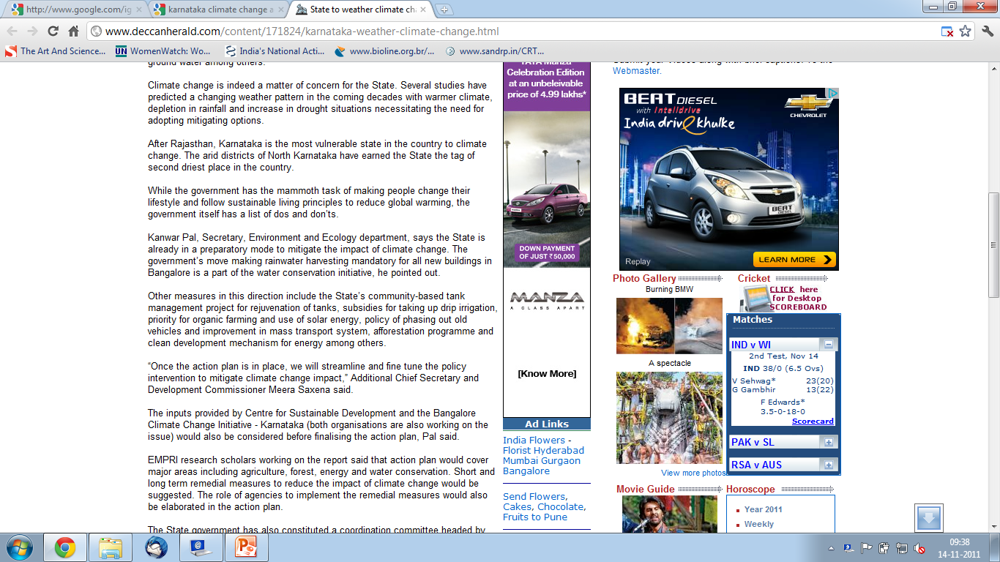 http://www.google.com/ig
karnataka climate change a
State to weather climate ch
www.deccanherald.com/content/171824/karnataka-weather-climate-change.html
The Art And Science...
WomenWatch: Wo...
India's National Acti...
www.bioline.org.br/...
www.sandrp.in/CRT...
ground water among others.
Climate change is indeed a matter of concern for the State. Several studies have
predicted a changing weather pattern in the coming decades with warmer climate,
depletion in rainfall and increase in drought situations necessitating the need for
adopting mitigating options.
After Rajasthan, Karnataka is the most vulnerable state in the country to climate
change. The arid districts of North Karnataka have earned the State the tag of
second driest place in the country.
While the government has the mammoth task of making people change their
lifestyle and follow sustainable living principles to reduce global warming, the
government itself has a list of dos and don'ts.
Kanwar Pal, Secretary, Environment and Ecology department, says the State is
already in a preparatory mode to mitigate the impact of climate change. The
government's move making rainwater harvesting mandatory for all new buildings in
Bangalore is a part of the water conservation initiative, he pointed out.
Other measures in this direction include the State's community-based tank
management project for rejuvenation of tanks, subsidies for taking up drip irrigation,
priority for organic farming and use of solar energy, policy of phasing out old
vehicles and improvement in mass transport system, afforestation programme and
clean development mechanism for energy among others.
“Once the action plan is in place, we will streamline and fine tune the policy
intervention to mitigate climate change impact,” Additional Chief Secretary and
Development Commissioner Meera Saxena said.
The inputs provided by Centre for Sustainable Development and the Bangalore
Climate Change Initiative - Karnataka (both organisations are also working on the
issue) would also be considered before finalising the action plan, Pal said.
EMPRI research scholars working on the report said that action plan would cover
major areas including agriculture, forest, energy and water conservation. Short and
long term remedial measures to reduce the impact of climate change would be
suggested. The role of agencies to implement the remedial measures would also
be elaborated in the action plan.
The State government has also constituted a coordination committee headed by
TATA Manza
Celebration Edition
at an unbeleivable
price of 4.99 lakhs*
DOWN PAYMENT
OF JUST ₹ 50,000
MANZA
A CLASS APART
[Know More]
Ad Links
India Flowers -
Florist Hyderabad
Mumbai Gurgaon
Bangalore
Send Flowers,
Cakes, Chocolate,
Fruits to Pune
Webmaster.
BEAT DIESEL
with Intelldrive
India drive khulke
CHEVROLET
BEAT
DIESEL
Replay
LEARN MORE
Photo Gallery
Burning BMW
A spectacle
View more photos
Movie Guide
Cricket
CLICK here
for Desktop
SCOREBOARD
Matches
IND v WI
2nd Test, Nov 14
IND 38/0 (6.5 Ovs)
V Sehwag* 23(20)
G Gambhir 13(22)
F Edwards*
3.5-0-18-0
Scorecard
PAK v SL
RSA v AUS
Horoscope
Year 2011
Weekly
09:38
14-11-2011